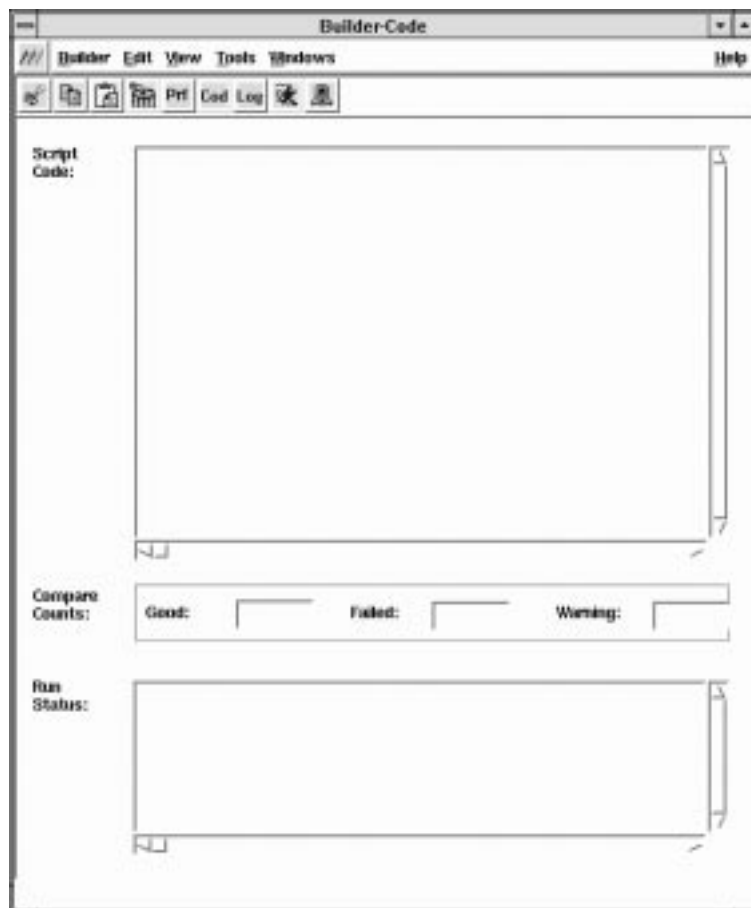 Builder-Code
Builder Edit View Tools Windows Help
Prf Cod Log
Script
Code:
Compare
Counts:
Good: Failed: Warning:
Run
Status: